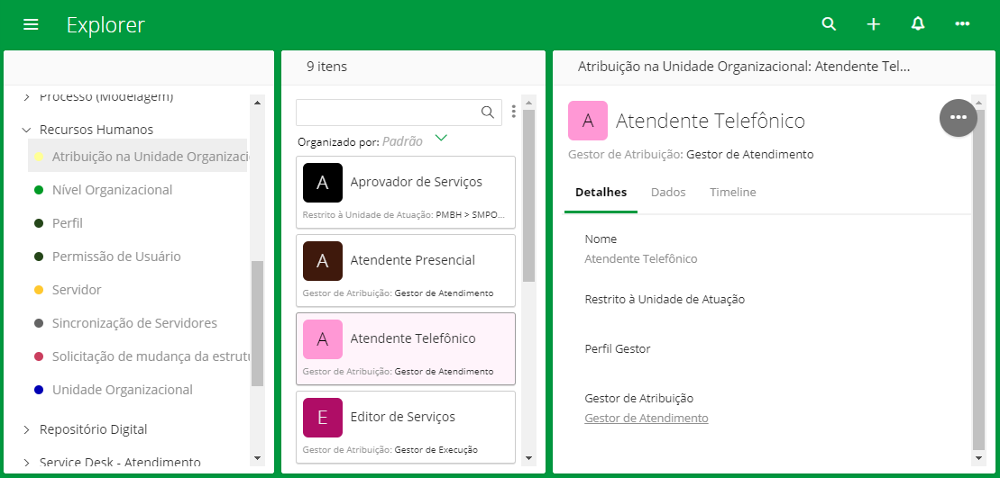 Explorer
Processo (Modelagem)
Recursos Humanos
Atribuição na Unidade Organizaci
Nível Organizacional
Perfil
Permissão de Usuário
Servidor
Sincronização de Servidores
Solicitação de mudança da estrutu
Unidade Organizacional
Repositório Digital
Service Desk - Atendimento
9 itens
Organizado por: Padrão
A
Aprovador de Serviços
Restrito à Unidade de Atuação: PMBH > SMPO...
A
Atendente Presencial
Gestor de Atribuição: Gestor de Atendimento
A
Atendente Telefônico
Gestor de Atribuição: Gestor de Atendimento
E
Editor de Serviços
Gestor de Atribuição: Gestor de Execução
Atribuição na Unidade Organizacional: Atendente Tel...
A
Atendente Telefônico
Gestor de Atribuição: Gestor de Atendimento
Detalhes Dados Timeline
Nome
Atendente Telefônico
Restrito à Unidade de Atuação
Perfil Gestor
Gestor de Atribuição
Gestor de Atendimento